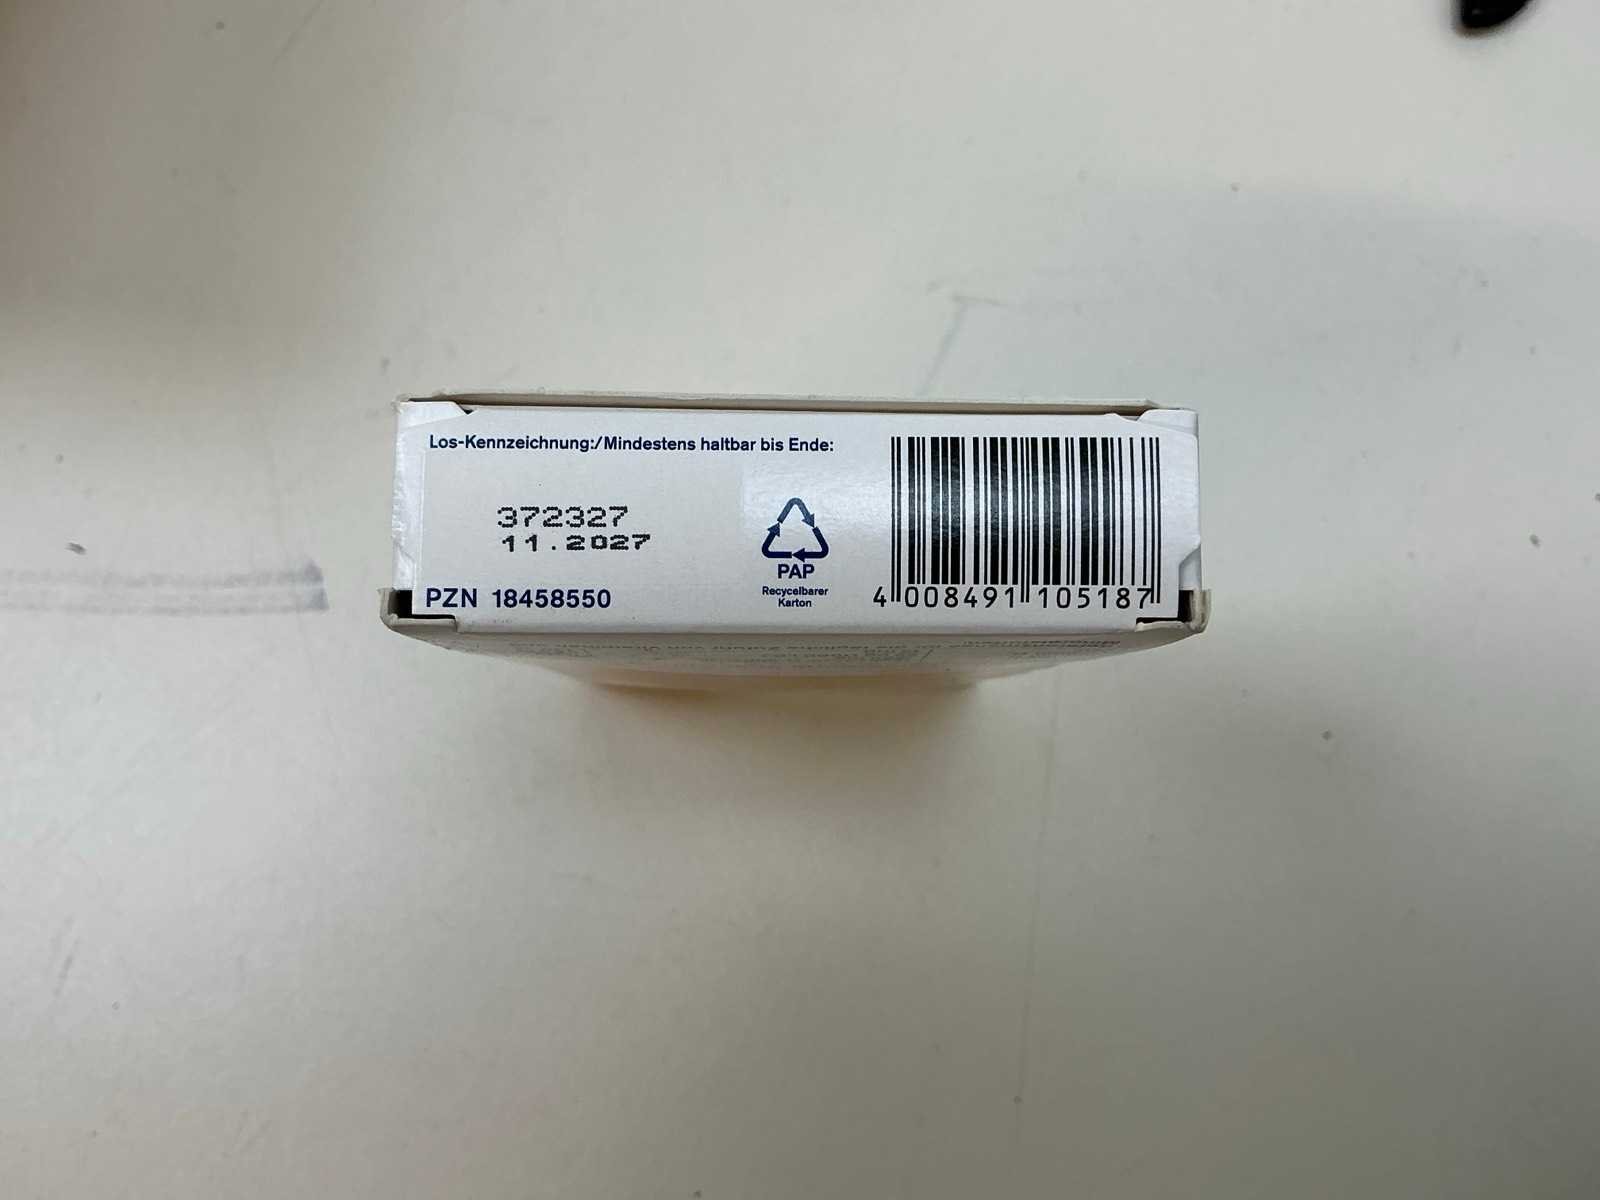 Los-Kennzeichnung:/Mindestens haltbar bis Ende:
372327
11.2027
PZN 18458550
PAP
Recycelbarer
Karton
4 008491 105187